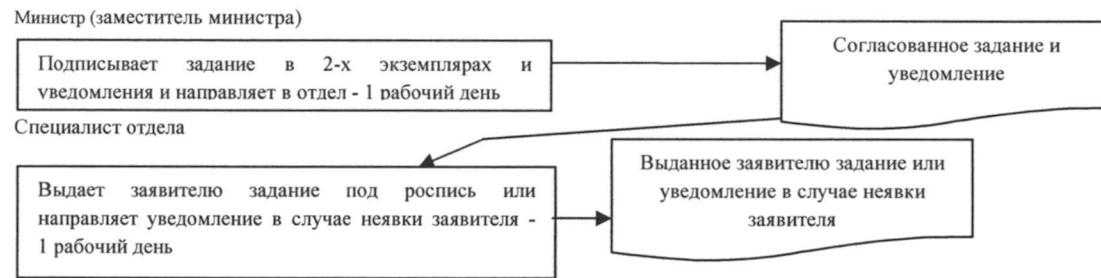 Министр (заместитель министра)
Подписывает задание в 2-х экземплярах и
уведомления и направляет в отдел - 1 рабочий день
Согласованное задание и
уведомление
Специалист отдела
Выдает заявителю задание под роспись или
направляет уведомление в случае неявки заявителя -
1 рабочий день
Выданное заявителю задание или
уведомление в случае неявки
заявителя